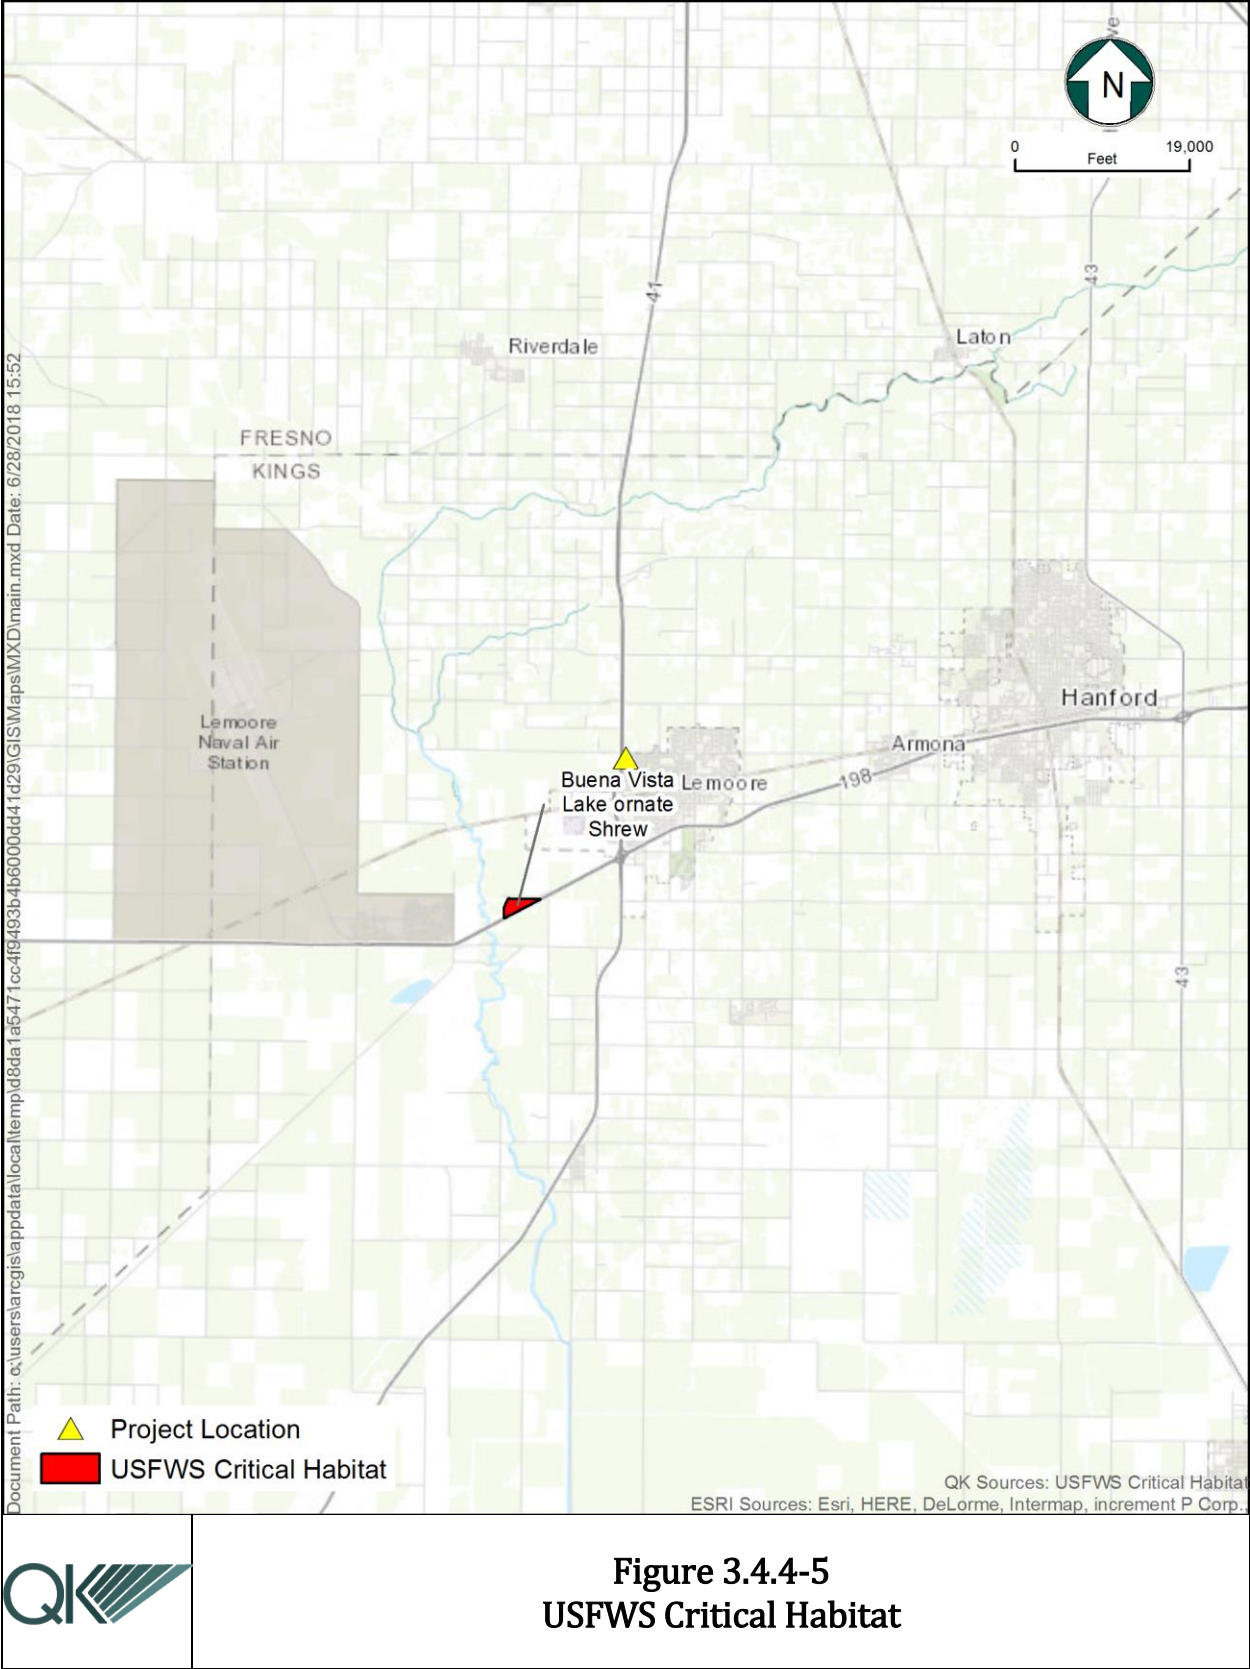 ve
N
0 19,000
Feet
43
41
Laton
Riverdale
FRESNO
KINGS
Hanford
Lemoore
Naval Air
Station
Armona
198
Buena Vista
Lake ornate
Shrew
Lemoore
43
Project Location
USFWS Critical Habitat
QK Sources: USFWS Critical Habitat
ESRI Sources: Esri, HERE, DeLorme, Intermap, increment P Corp.,
Document Path: c:\users\arcgis\appdata\local\temp\d8da1a5471cc4f9493b4b6000dd41d29\GIS\Maps\MXD\main.mxd Date: 6/28/2018 15:52
QK
Figure 3.4.4-5
USFWS Critical Habitat